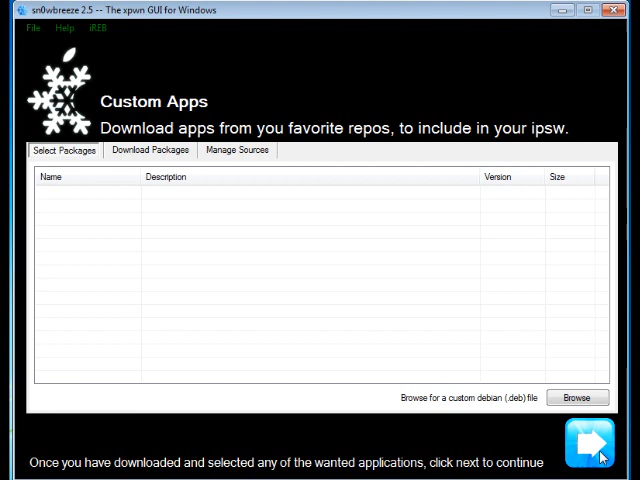 sn0wbreeze 2.5 -- The xpwn GUI for Windows
File Help iREB
Custom Apps
Download apps from you favorite repos, to include in your ipsw.
Select Packages Download Packages Manage Sources
Name Description Version Size
Browse for a custom debian (.deb) file Browse
Once you have downloaded and selected any of the wanted applications, click next to continue